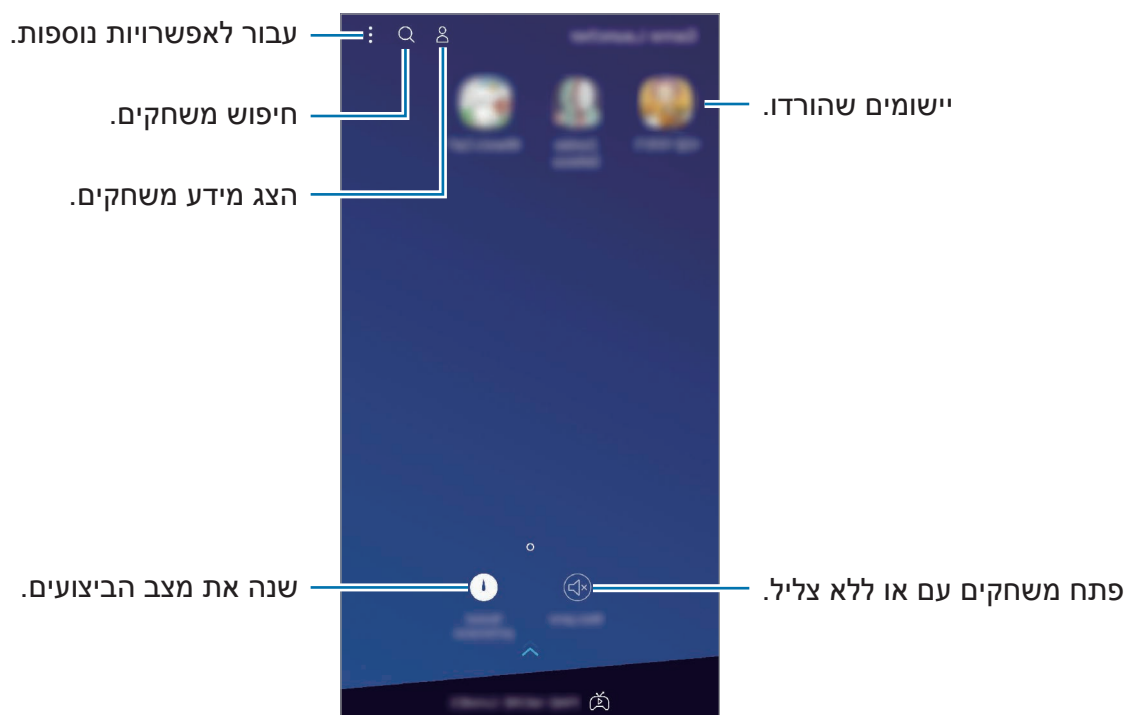 עבור לאפשרויות נוספות.
חיפוש משחקים.
יישומים שהורדו.
הצג מידע משחקים.
שנה את מצב הביצועים.
פתח משחקים עם או ללא צליל.